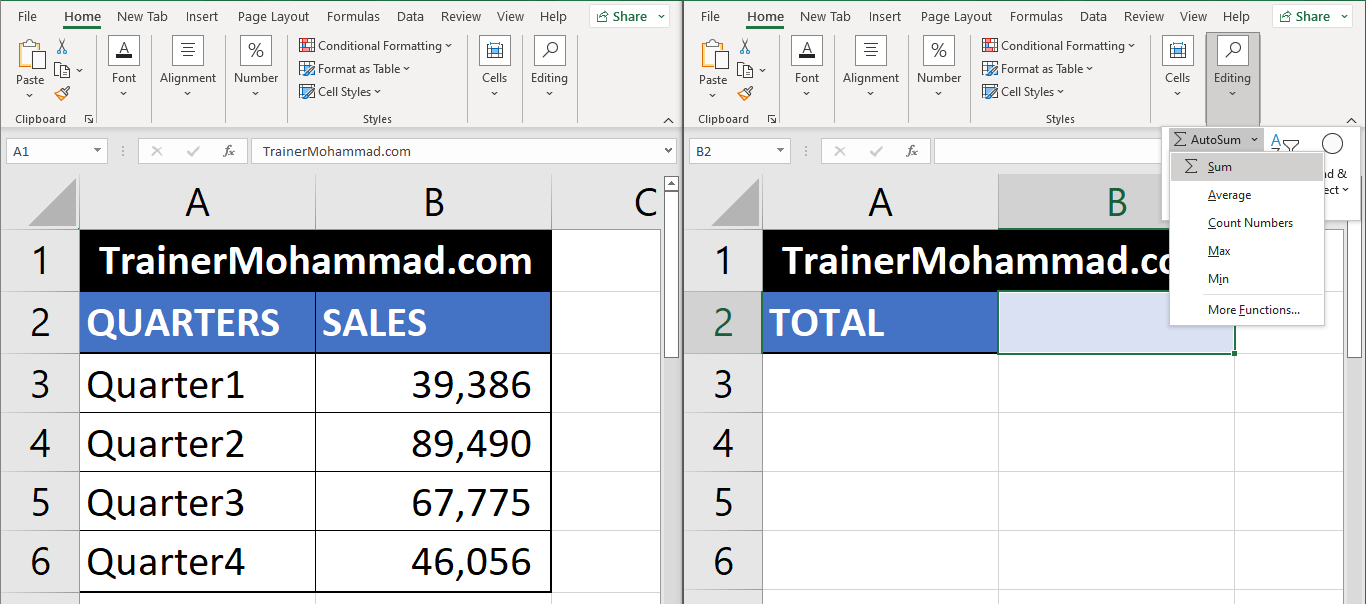 File Home New Tab Insert Page Layout Formulas Data Review View Help Share
Paste
Clipboard
Font
Alignment
%
Number
Conditional Formatting
Format as Table
Cell Styles
Styles
Cells
Editing
A1 fx TrainerMohammad.com
A B C
1 TrainerMohammad.com
2 QUARTERS SALES
3 Quarter1 39,386
4 Quarter2 89,490
5 Quarter3 67,775
6 Quarter4 46,056
File Home New Tab Insert Page Layout Formulas Data Review View Help Share
Paste
Clipboard
Font
Alignment
%
Number
Conditional Formatting
Format as Table
Cell Styles
Styles
Cells
Editing
B2 fx
Σ AutoSum
Σ Sum
Average
Count Numbers
Max
Min
More Functions...
A B
1 TrainerMohammad.co
2 TOTAL
3
4
5
6